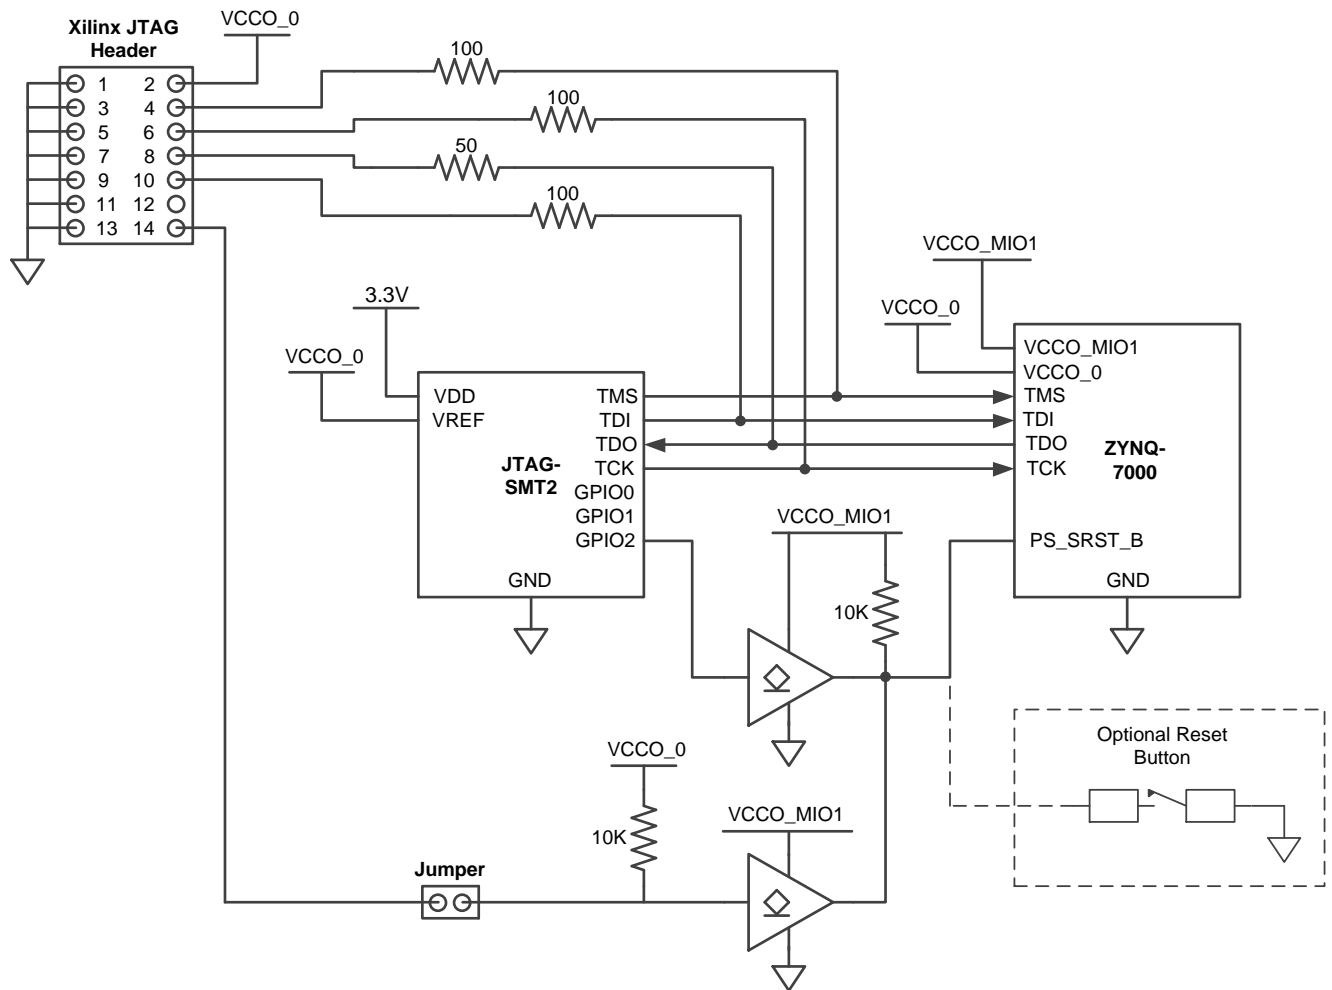 Xilinx JTAG
Header
VCCO_0
1 2
3 4
5 6
7 8
9 10
11 12
13 14
100
100
50
100
3.3V
VCCO_0
VDD
VREF
JTAG-
SMT2
TMS
TDI
TDO
TCK
GPIO0
GPIO1
GPIO2
GND
VCCO_MIO1
VCCO_0
VCCO_MIO1
VCCO_0
TMS
TDI
TDO
TCK
ZYNQ-
7000
PS_SRST_B
GND
VCCO_MIO1
10K
VCCO_0
10K
VCCO_MIO1
Jumper
Optional Reset
Button